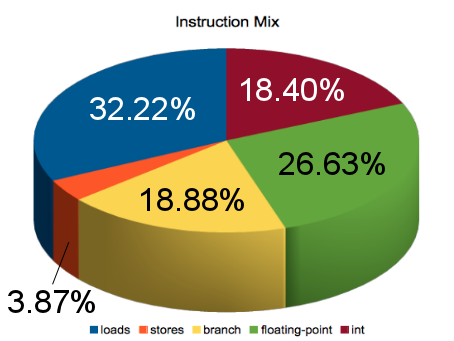 Instruction Mix
32.22%
18.40%
26.63%
18.88%
3.87%
loads stores branch floating-point int